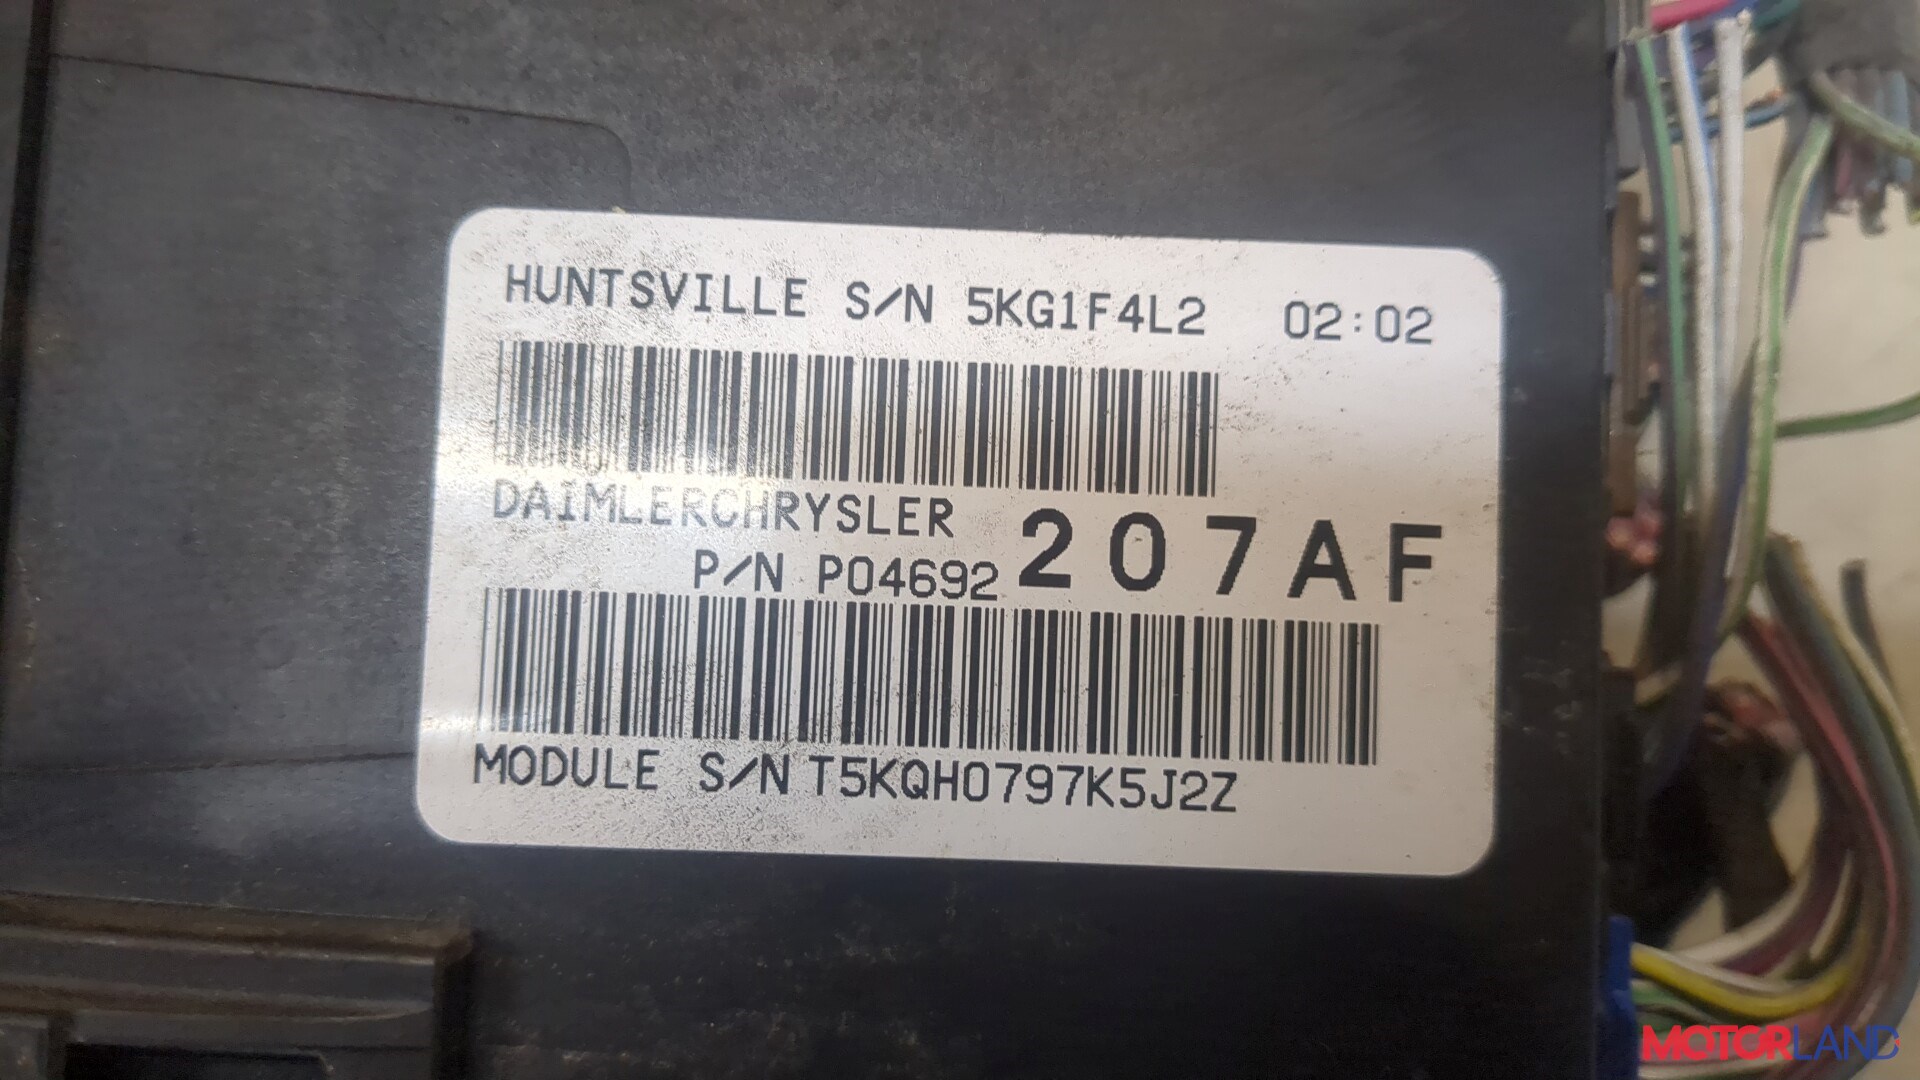 HUNTSVILLE S/N 5KG1F4L2 02:02
DAIMLERCHRYSLER
P/N P04692 207AF
MODULE S/N T5KQH0797K5J2Z
MOTORLAND